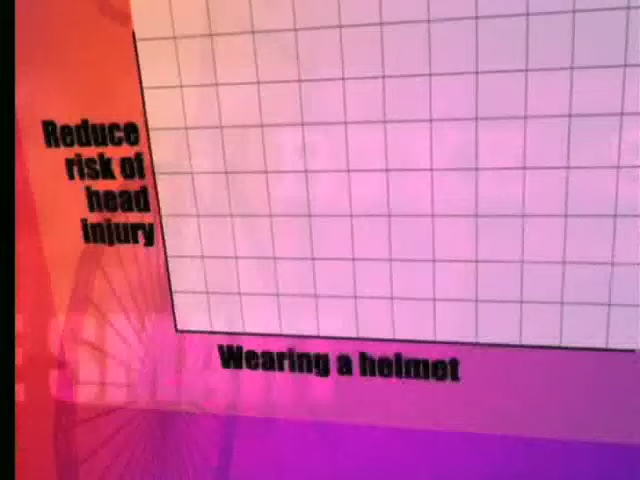 Reduce
risk of
head
injury
Wearing a helmet